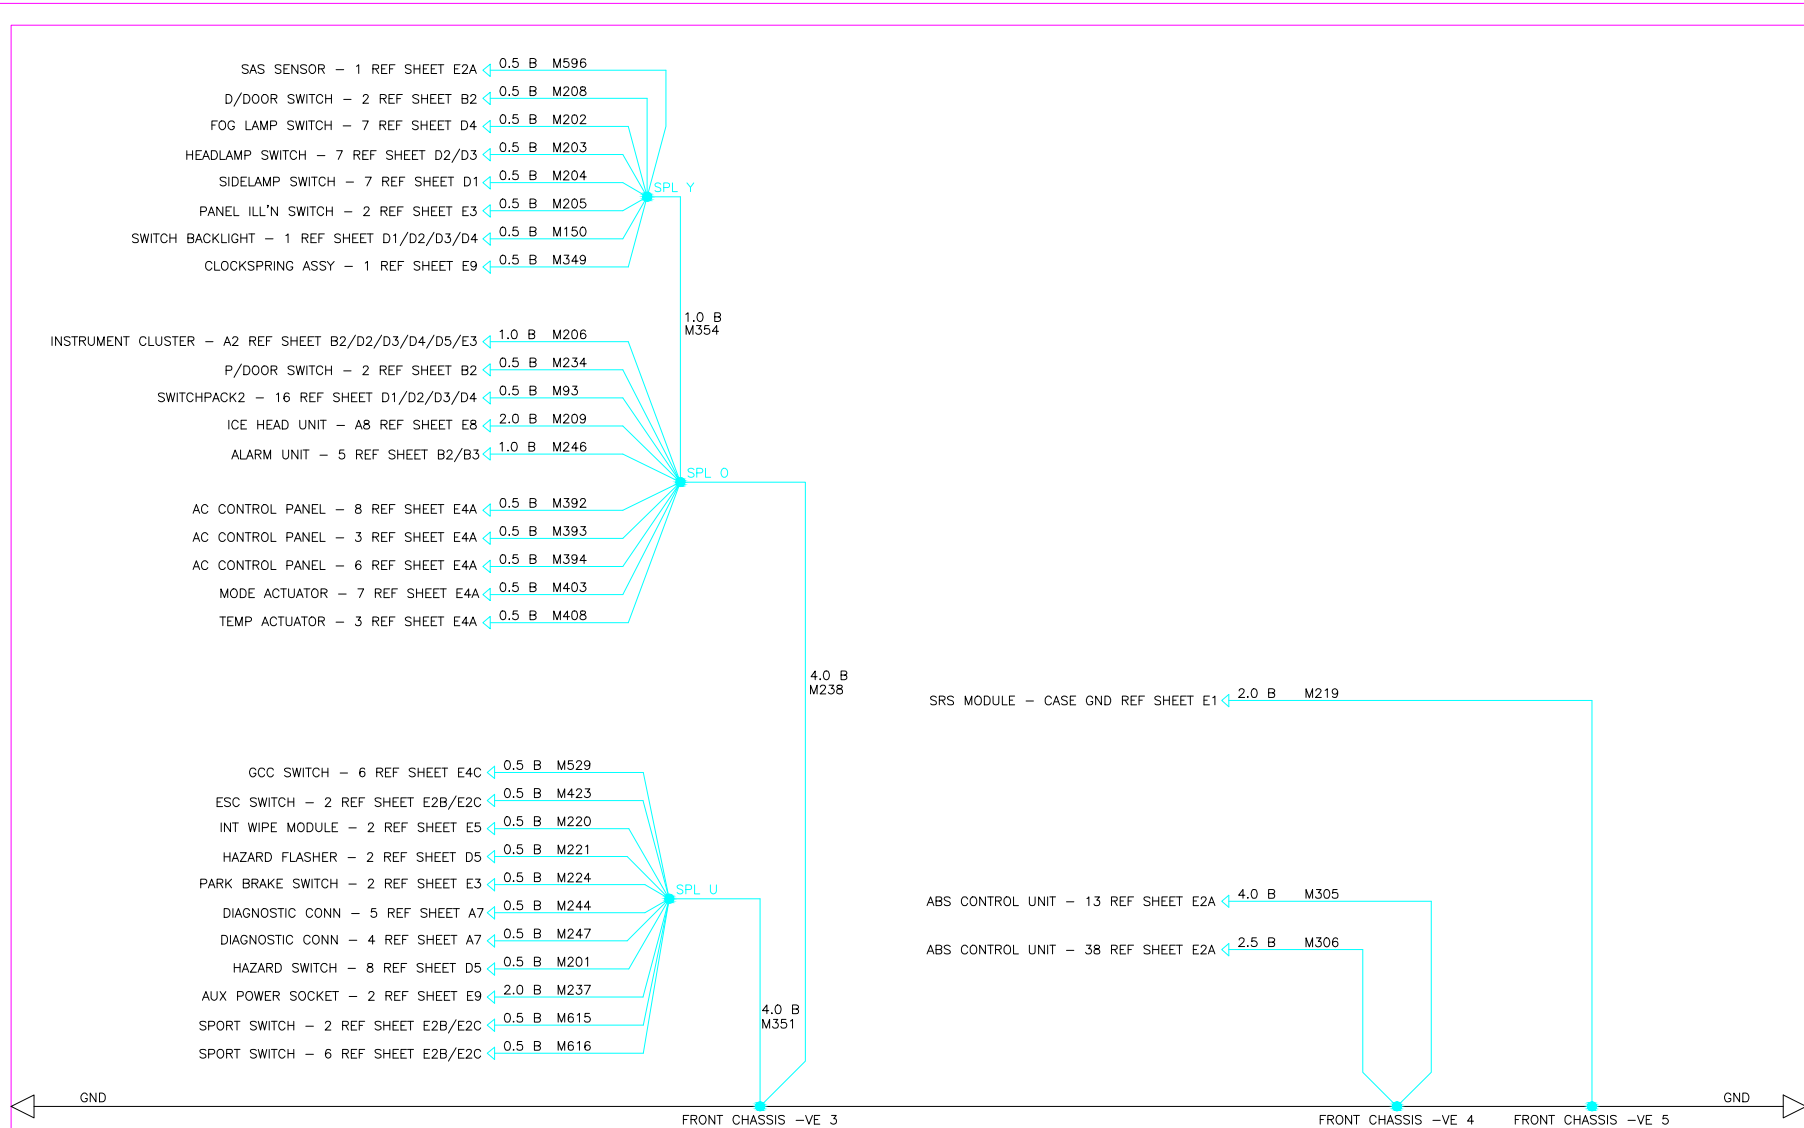 SAS SENSOR – 1 REF SHEET E2A 0.5 B M596
D/DOOR SWITCH – 2 REF SHEET B2 0.5 B M208
FOG LAMP SWITCH – 7 REF SHEET D4 0.5 B M202
HEADLAMP SWITCH – 7 REF SHEET D2/D3 0.5 B M203
SIDELAMP SWITCH – 7 REF SHEET D1 0.5 B M204
SPL Y
PANEL ILL'N SWITCH – 2 REF SHEET E3 0.5 B M205
SWITCH BACKLIGHT – 1 REF SHEET D1/D2/D3/D4 0.5 B M150
CLOCKSPRING ASSY – 1 REF SHEET E9 0.5 B M349
1.0 B
M354
INSTRUMENT CLUSTER – A2 REF SHEET B2/D2/D3/D4/D5/E3 1.0 B M206
P/DOOR SWITCH – 2 REF SHEET B2 0.5 B M234
SWITCHPACK2 – 16 REF SHEET D1/D2/D3/D4 0.5 B M93
ICE HEAD UNIT – A8 REF SHEET E8 2.0 B M209
ALARM UNIT – 5 REF SHEET B2/B3 1.0 B M246
SPL O
AC CONTROL PANEL – 8 REF SHEET E4A 0.5 B M392
AC CONTROL PANEL – 3 REF SHEET E4A 0.5 B M393
AC CONTROL PANEL – 6 REF SHEET E4A 0.5 B M394
MODE ACTUATOR – 7 REF SHEET E4A 0.5 B M403
TEMP ACTUATOR – 3 REF SHEET E4A 0.5 B M408
4.0 B
M238
SRS MODULE – CASE GND REF SHEET E1 2.0 B M219
GCC SWITCH – 6 REF SHEET E4C 0.5 B M529
ESC SWITCH – 2 REF SHEET E2B/E2C 0.5 B M423
INT WIPE MODULE – 2 REF SHEET E5 0.5 B M220
HAZARD FLASHER – 2 REF SHEET D5 0.5 B M221
PARK BRAKE SWITCH – 2 REF SHEET E3 0.5 B M224
SPL U
DIAGNOSTIC CONN – 5 REF SHEET A7 0.5 B M244
DIAGNOSTIC CONN – 4 REF SHEET A7 0.5 B M247
HAZARD SWITCH – 8 REF SHEET D5 0.5 B M201
AUX POWER SOCKET – 2 REF SHEET E9 2.0 B M237
SPORT SWITCH – 2 REF SHEET E2B/E2C 0.5 B M615
SPORT SWITCH – 6 REF SHEET E2B/E2C 0.5 B M616
4.0 B
M351
ABS CONTROL UNIT – 13 REF SHEET E2A 4.0 B M305
ABS CONTROL UNIT – 38 REF SHEET E2A 2.5 B M306
GND
GND
FRONT CHASSIS –VE 3
FRONT CHASSIS –VE 4
FRONT CHASSIS –VE 5